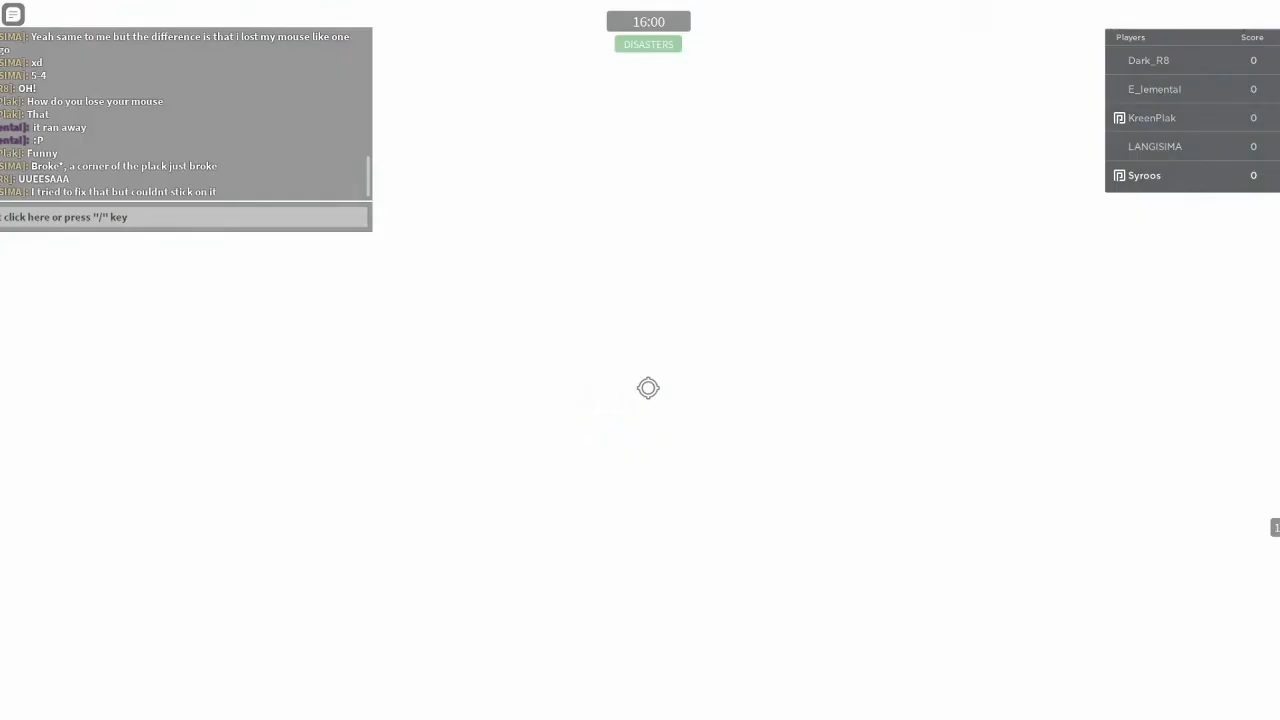 SIMA]: Yeah same to me but the difference is that i lost my mouse like one
go
SIMA]: xd
SIMA]: 5-4
R8]: OH!
Plak]: How do you lose your mouse
Plak]: That
ental]: it ran away
ental]: :P
Plak]: Funny
SIMA]: Broke*, a corner of the plack just broke
R8]: UUEESAAA
SIMA]: I tried to fix that but couldnt stick on it
click here or press "/" key
16:00
DISASTERS
Players Score
Dark_R8 0
E_lemental 0
KreenPlak 0
LANGISIMA 0
Syroos 0
1